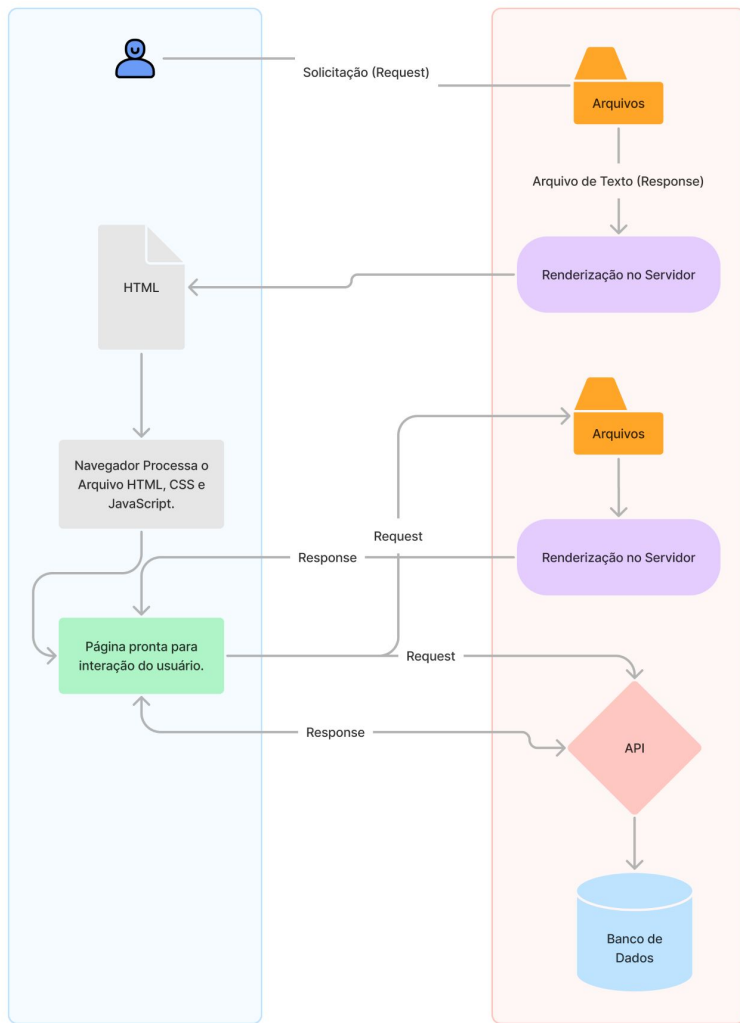 Solicitação (Request)
Arquivos
Arquivo de Texto (Response)
HTML
Renderização no Servidor
Arquivos
Navegador Processa o
Arquivo HTML, CSS e
JavaScript.
Request
Response
Renderização no Servidor
Página pronta para
interação do usuário.
Request
Response
API
Banco de
Dados